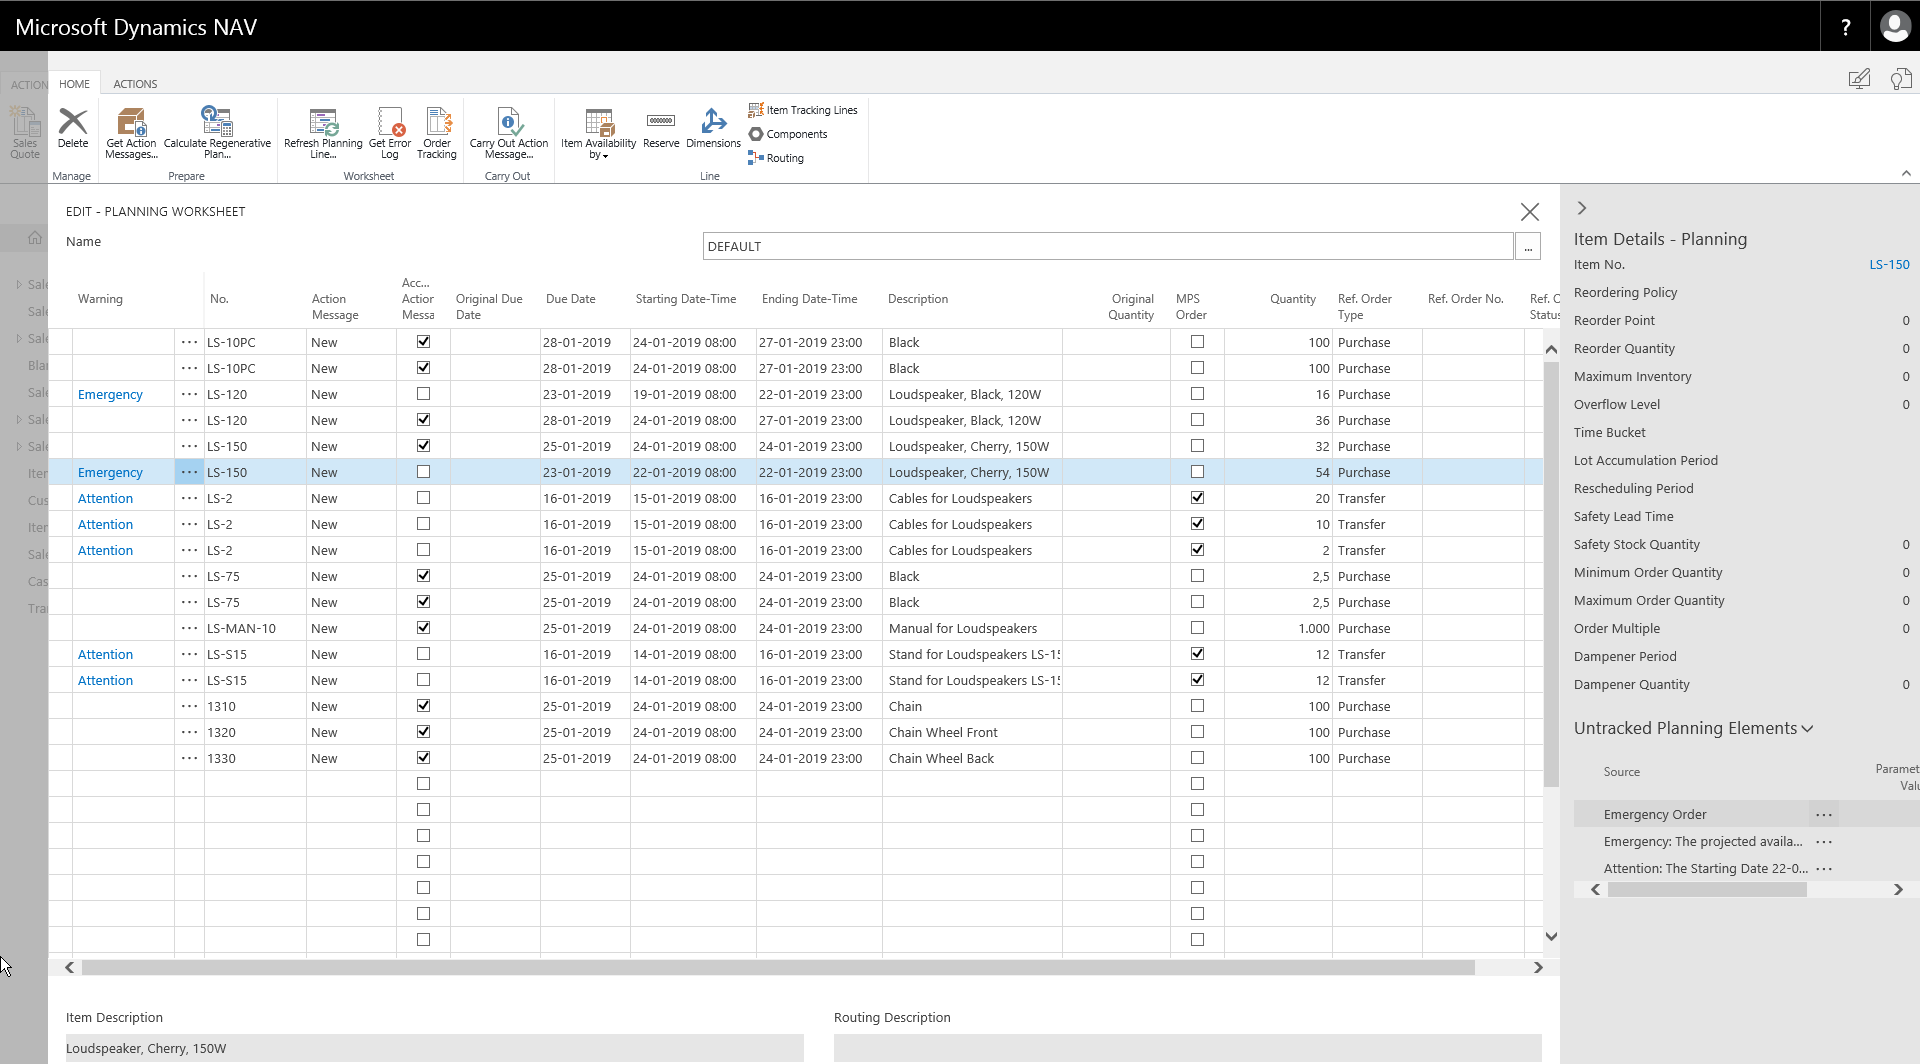 Microsoft Dynamics NAV
?
ACTION
HOME
ACTIONS
Sales
Quote
Delete
Get Action
Messages...
Calculate Regenerative
Plan...
Refresh Planning
Line...
Get Error
Log
Order
Tracking
Carry Out Action
Message...
Item Availability
by
Reserve
Dimensions
Item Tracking Lines
Components
Routing
Manage
Prepare
Worksheet
Carry Out
Line
EDIT - PLANNING WORKSHEET
Name
DEFAULT
...
Warning No. Action Message Acc... Action Messa Original Due Date Due Date Starting Date-Time Ending Date-Time Description Original Quantity MPS Order Quantity Ref. Order Type Ref. Order No. Ref. O Status
··· LS-10PC New 28-01-2019 24-01-2019 08:00 27-01-2019 23:00 Black 100 Purchase
··· LS-10PC New 28-01-2019 24-01-2019 08:00 27-01-2019 23:00 Black 100 Purchase
Emergency ··· LS-120 New 23-01-2019 19-01-2019 08:00 22-01-2019 23:00 Loudspeaker, Black, 120W 16 Purchase
··· LS-120 New 28-01-2019 24-01-2019 08:00 27-01-2019 23:00 Loudspeaker, Black, 120W 36 Purchase
··· LS-150 New 25-01-2019 24-01-2019 08:00 24-01-2019 23:00 Loudspeaker, Cherry, 150W 32 Purchase
Emergency ··· LS-150 New 23-01-2019 22-01-2019 08:00 22-01-2019 23:00 Loudspeaker, Cherry, 150W 54 Purchase
Attention ··· LS-2 New 16-01-2019 15-01-2019 08:00 16-01-2019 23:00 Cables for Loudspeakers 20 Transfer
Attention ··· LS-2 New 16-01-2019 15-01-2019 08:00 16-01-2019 23:00 Cables for Loudspeakers 10 Transfer
Attention ··· LS-2 New 16-01-2019 15-01-2019 08:00 16-01-2019 23:00 Cables for Loudspeakers 2 Transfer
··· LS-75 New 25-01-2019 24-01-2019 08:00 24-01-2019 23:00 Black 2,5 Purchase
··· LS-75 New 25-01-2019 24-01-2019 08:00 24-01-2019 23:00 Black 2,5 Purchase
··· LS-MAN-10 New 25-01-2019 24-01-2019 08:00 24-01-2019 23:00 Manual for Loudspeakers 1.000 Purchase
Attention ··· LS-S15 New 16-01-2019 14-01-2019 08:00 16-01-2019 23:00 Stand for Loudspeakers LS-15 12 Transfer
Attention ··· LS-S15 New 16-01-2019 14-01-2019 08:00 16-01-2019 23:00 Stand for Loudspeakers LS-15 12 Transfer
··· 1310 New 25-01-2019 24-01-2019 08:00 24-01-2019 23:00 Chain 100 Purchase
··· 1320 New 25-01-2019 24-01-2019 08:00 24-01-2019 23:00 Chain Wheel Front 100 Purchase
··· 1330 New 25-01-2019 24-01-2019 08:00 24-01-2019 23:00 Chain Wheel Back 100 Purchase
Sale
Sale
Sale
Blan
Sale
Sale
Sale
Iter
Cus
Iter
Sale
Cas
Tra
Item Description
Loudspeaker, Cherry, 150W
Routing Description
Item Details - Planning
Item No. LS-150
Reordering Policy
Reorder Point 0
Reorder Quantity 0
Maximum Inventory 0
Overflow Level 0
Time Bucket
Lot Accumulation Period
Rescheduling Period
Safety Lead Time
Safety Stock Quantity 0
Minimum Order Quantity 0
Maximum Order Quantity 0
Order Multiple 0
Dampener Period
Dampener Quantity 0
Untracked Planning Elements
Source Paramet Valu
Emergency Order ···
Emergency: The projected availa... ···
Attention: The Starting Date 22-0... ···